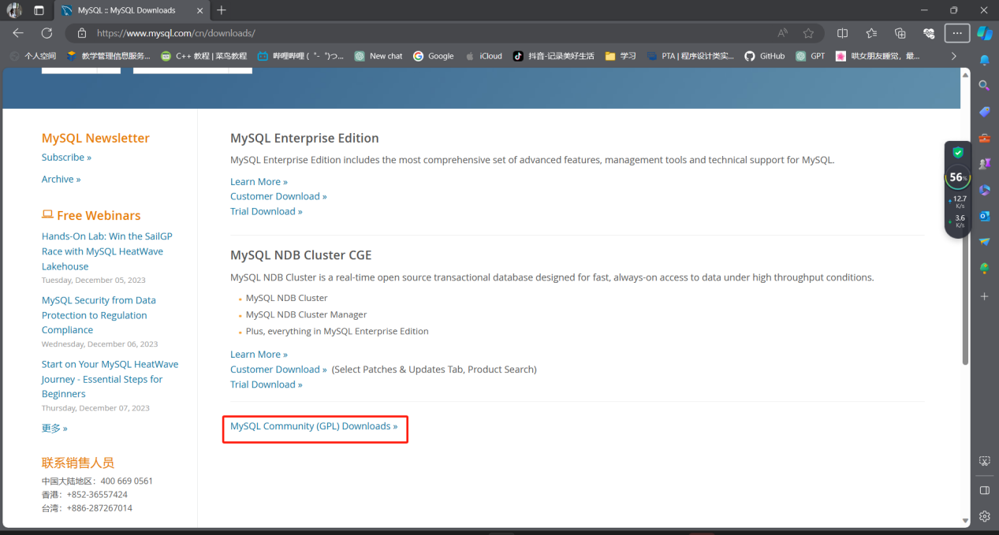 MySQL :: MySQL Downloads
https://www.mysql.com/cn/downloads/
个人空间
教学管理信息服务...
C++ 教程 | 菜鸟教程
哔哩哔哩 ( ゜- ゜)つ...
New chat
Google
iCloud
抖音-记录美好生活
学习
PTA | 程序设计类实...
GitHub
GPT
哄女朋友睡觉，最...
MySQL Newsletter
Subscribe »
Archive »
Free Webinars
Hands-On Lab: Win the SailGP
Race with MySQL HeatWave
Lakehouse
Tuesday, December 05, 2023
MySQL Security from Data
Protection to Regulation
Compliance
Wednesday, December 06, 2023
Start on Your MySQL HeatWave
Journey - Essential Steps for
Beginners
Thursday, December 07, 2023
更多 »
联系销售人员
中国大陆地区：400 669 0561
香港：+852-36557424
台湾：+886-287267014
MySQL Enterprise Edition
MySQL Enterprise Edition includes the most comprehensive set of advanced features, management tools and technical support for MySQL.
Learn More »
Customer Download »
Trial Download »
MySQL NDB Cluster CGE
MySQL NDB Cluster is a real-time open source transactional database designed for fast, always-on access to data under high throughput conditions.
MySQL NDB Cluster
MySQL NDB Cluster Manager
Plus, everything in MySQL Enterprise Edition
Learn More »
Customer Download » (Select Patches & Updates Tab, Product Search)
Trial Download »
MySQL Community (GPL) Downloads »
56%
12.7
K/s
3.6
K/s